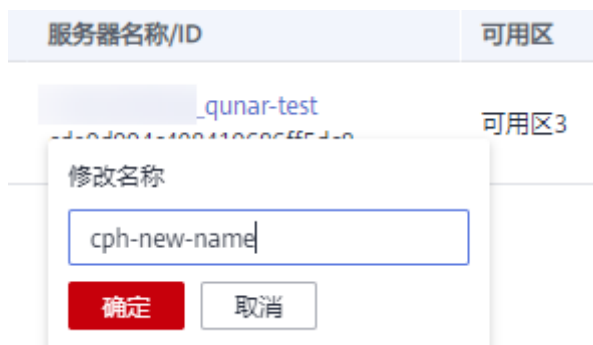 服务器名称/ID 可用区
_qunar-test
可用区3
修改名称
cph-new-name
确定 取消